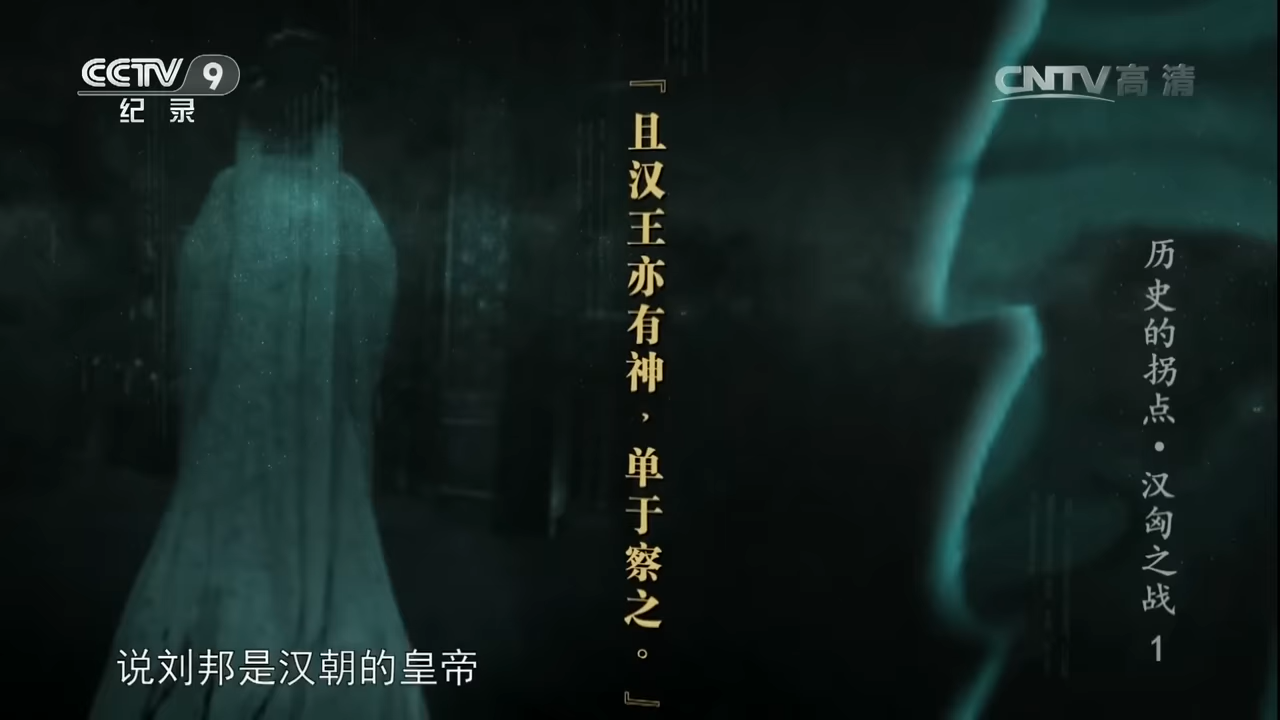 CCTV 9
纪录
CNTV高清
『且汉王亦有神，单于察之。』
历史的拐点·汉匈之战 1
说刘邦是汉朝的皇帝